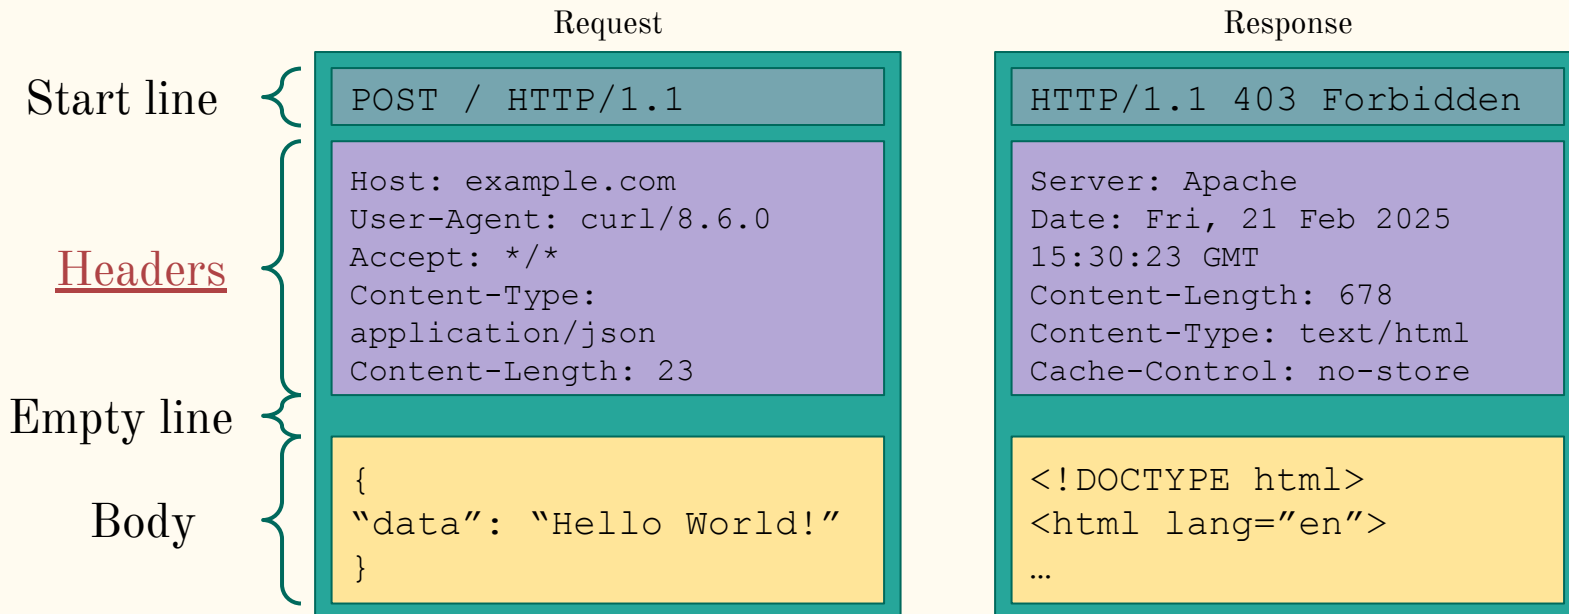 Request
Response
Start line
POST / HTTP/1.1
HTTP/1.1 403 Forbidden
Headers
Host: example.com
User-Agent: curl/8.6.0
Accept: */*
Content-Type:
application/json
Content-Length: 23
Server: Apache
Date: Fri, 21 Feb 2025
15:30:23 GMT
Content-Length: 678
Content-Type: text/html
Cache-Control: no-store
Empty line
Body
{
“data”: “Hello World!”
}
<!DOCTYPE html>
<html lang=”en”>
…